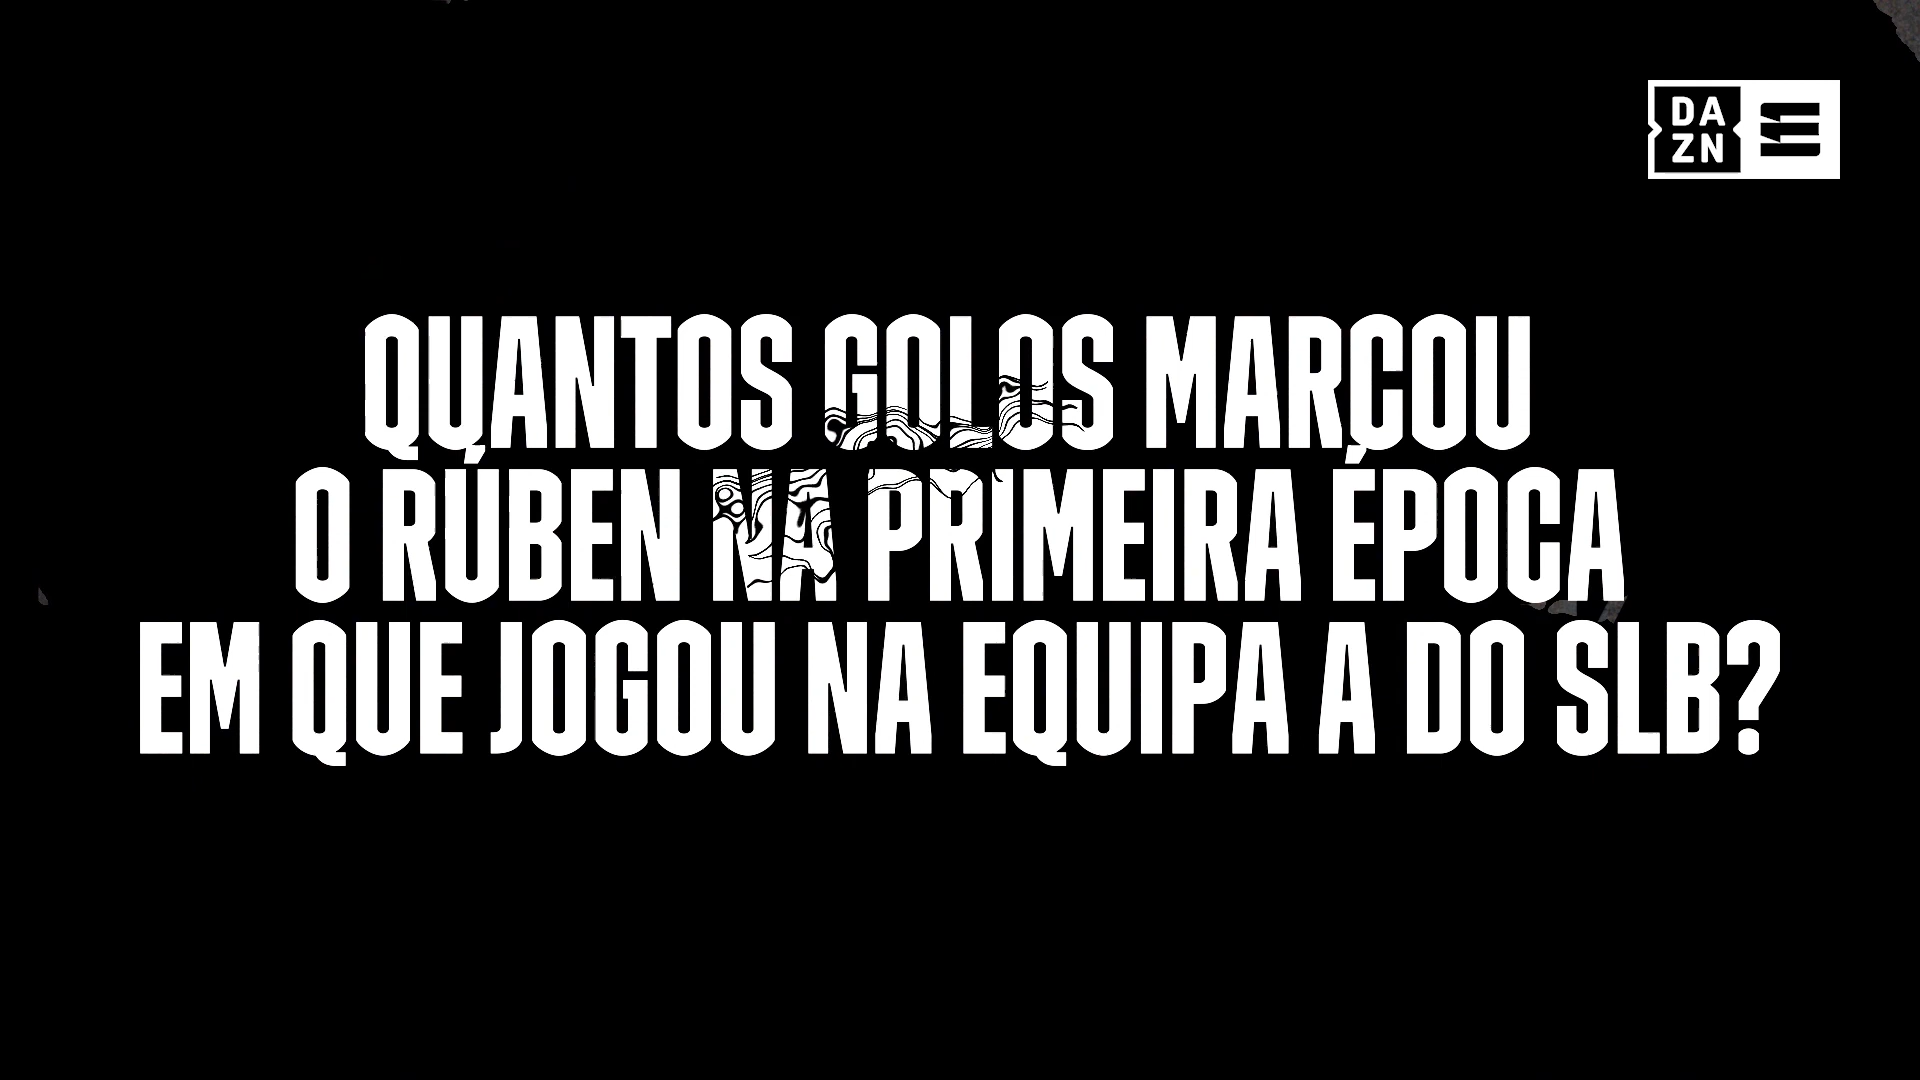 DAZN
QUANTOS GOLOS MARCOU
O RÚBEN NA PRIMEIRA ÉPOCA
EM QUE JOGOU NA EQUIPA A DO SLB?